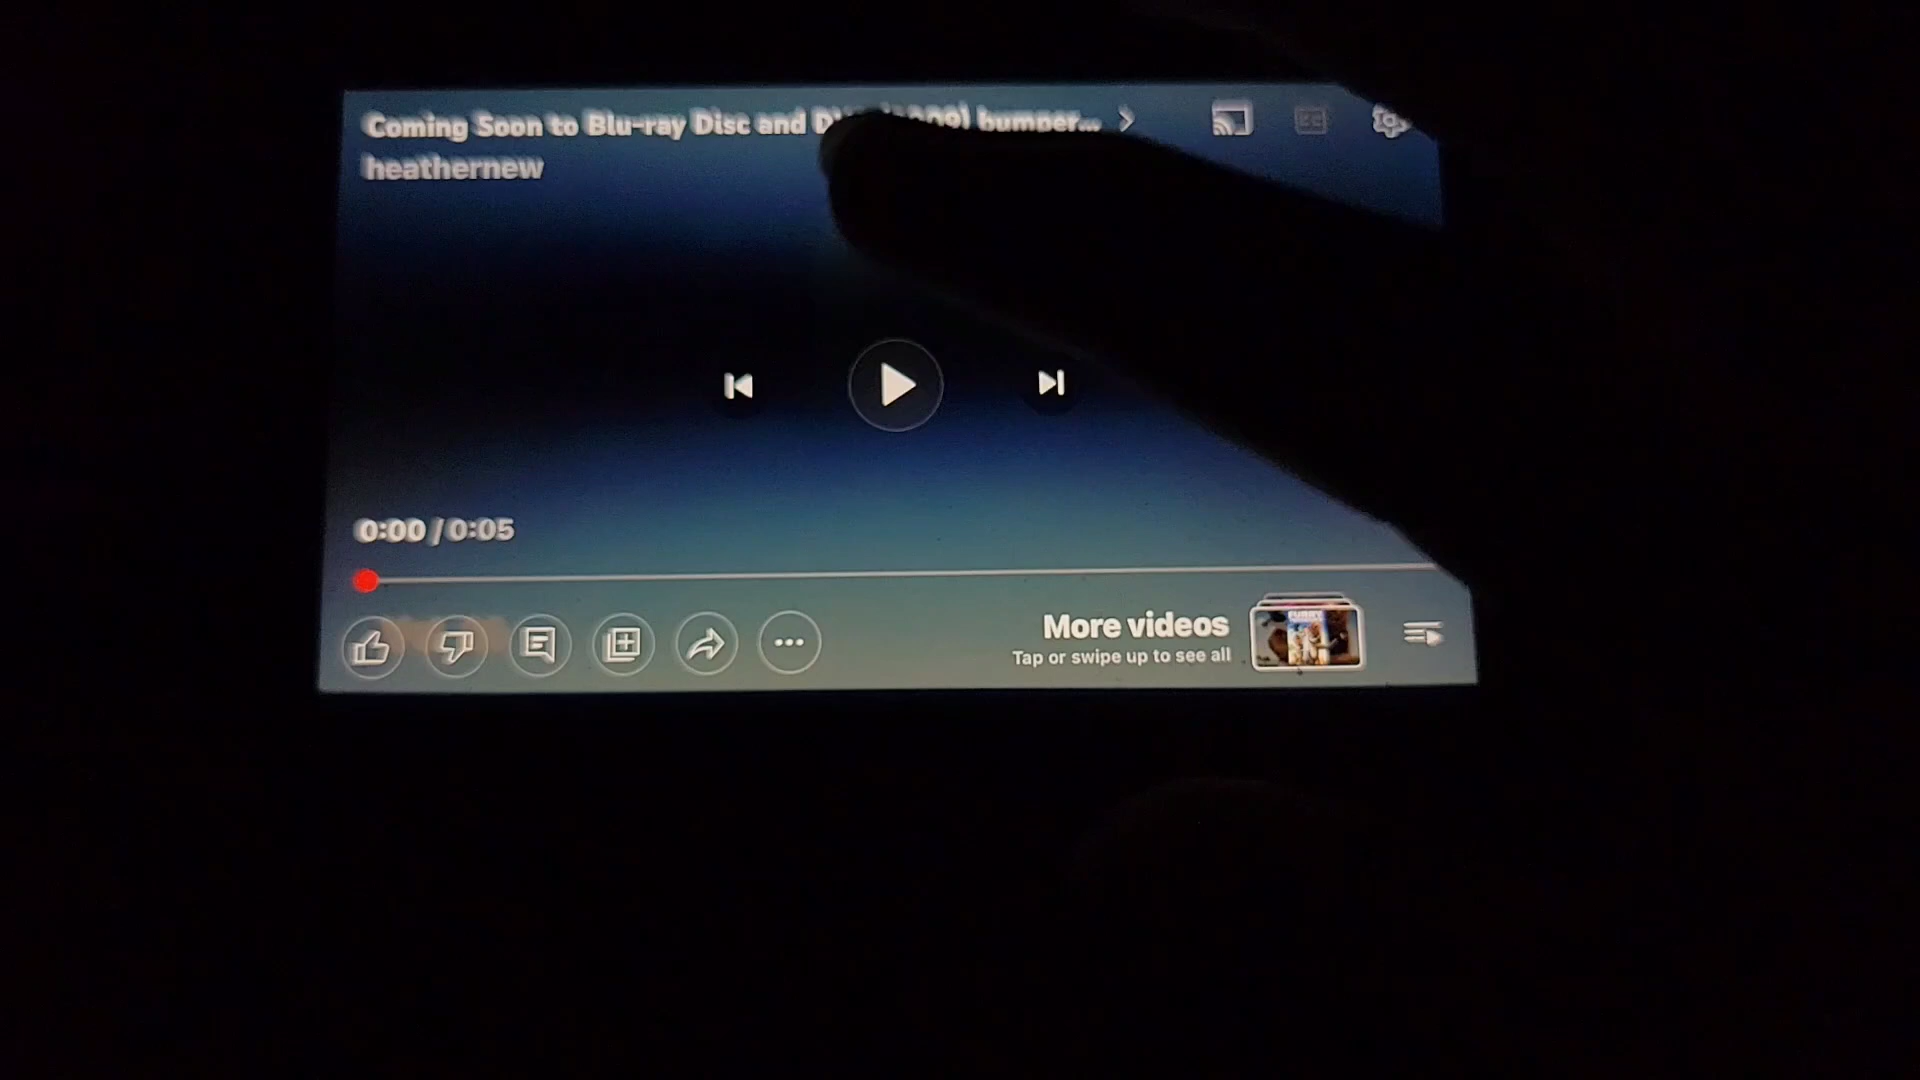 Coming Soon to Blu-ray Disc and bumper...
heathernew
0:00 / 0:05
More videos
Tap or swipe up to see all